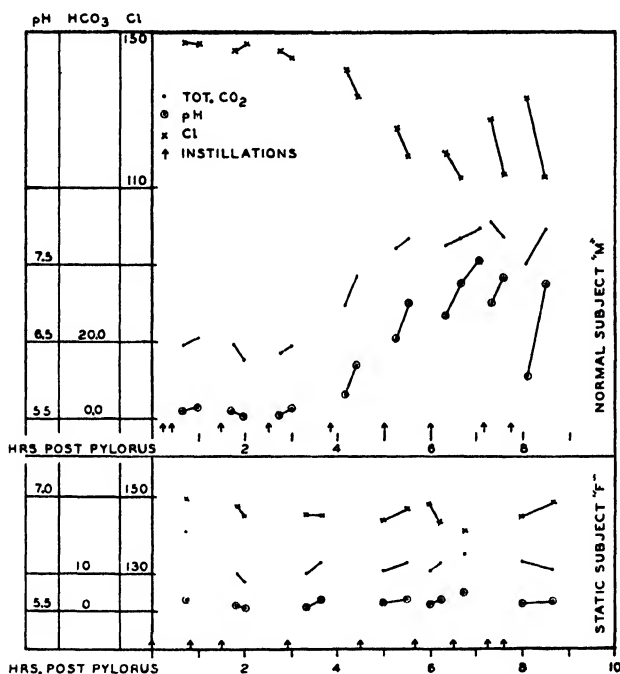 pH HCO3 Cl
150
• TOT. CO2
⊙ pH
x Cl
↑ INSTILLATIONS
110
7.5
6.5 20.0
5.5 0.0
NORMAL SUBJECT "M"
HRS POST PYLORUS 2 4 6 8
7.0 150
10 130
5.5 0
STATIC SUBJECT "F"
HRS. POST PYLORUS 2 4 6 8 10